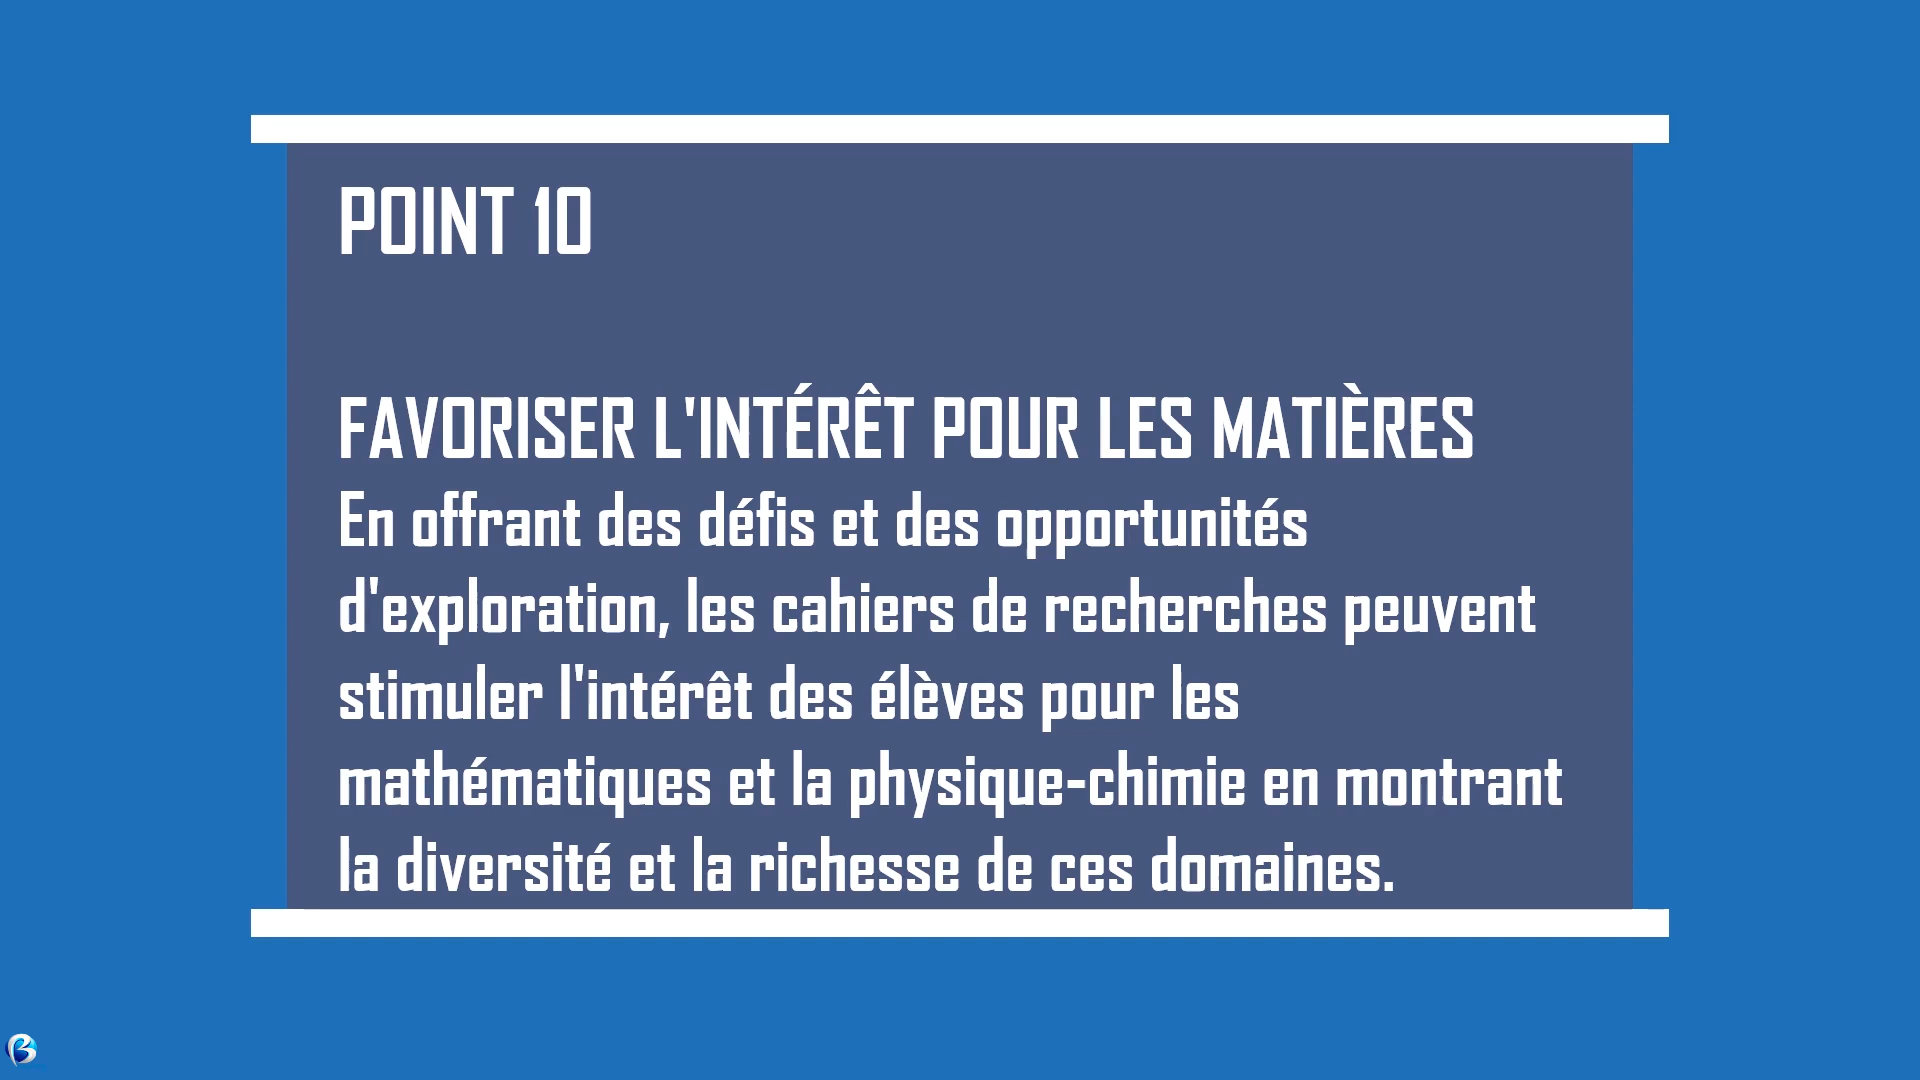 POINT 10
FAVORISER L'INTÉRÊT POUR LES MATIÈRES
En offrant des défis et des opportunités
d'exploration, les cahiers de recherches peuvent
stimuler l'intérêt des élèves pour les
mathématiques et la physique-chimie en montrant
la diversité et la richesse de ces domaines.